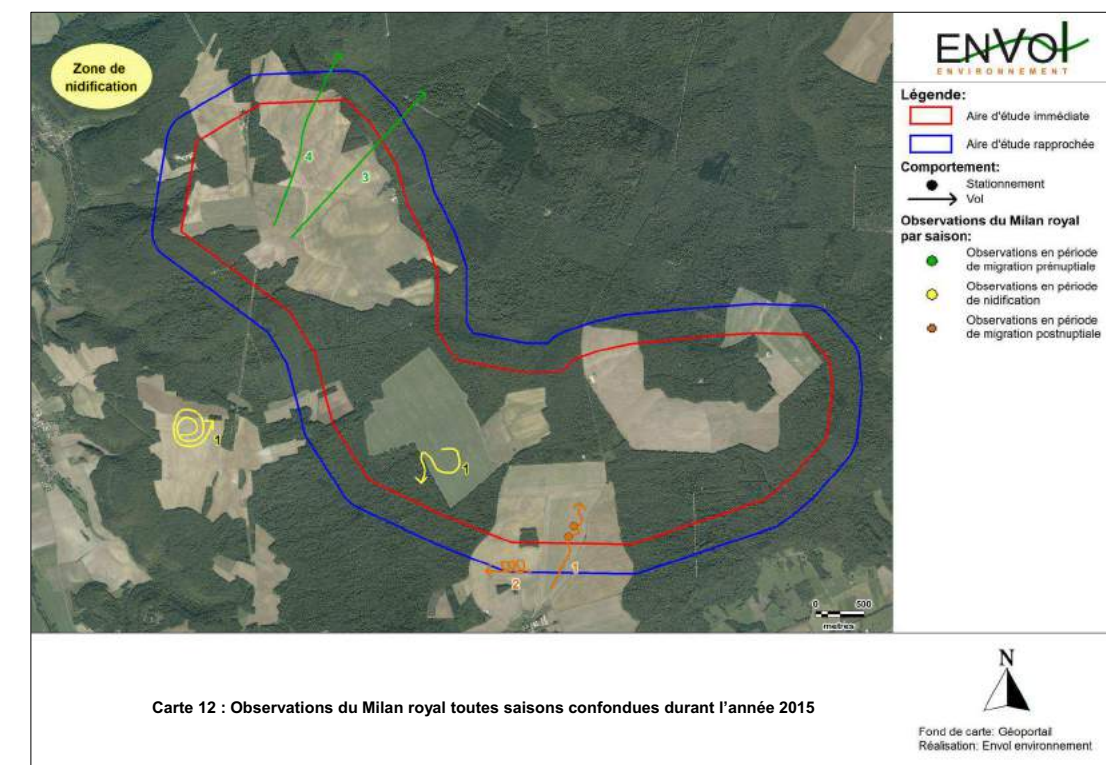 Zone de
nidification
4
3
1
1
2
1
0 500
metres
ENVOl
ENVIRONNEMENT
Légende:
Aire d'étude immédiate
Aire d'étude rapprochée
Comportement:
Stationnement
Vol
Observations du Milan royal
par saison:
Observations en période
de migration prénuptiale
Observations en période
de nidification
Observations en période
de migration postnuptiale
Carte 12 : Observations du Milan royal toutes saisons confondues durant l'année 2015
N
Fond de carte: Géoportail
Réalisation: Envol environnement